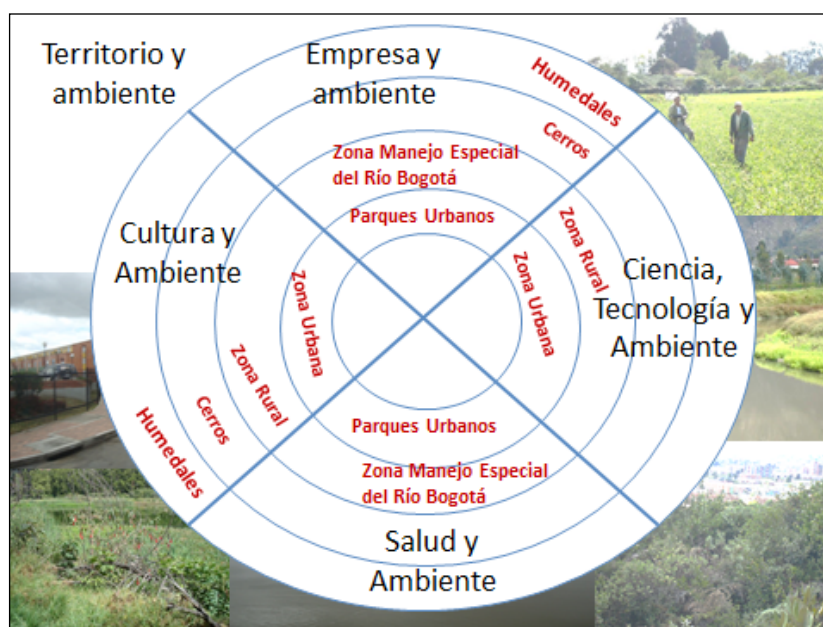 Territorio y
ambiente
Empresa y
ambiente
Humedales
Cerros
Zona Manejo Especial
del Río Bogotá
Parques Urbanos
Cultura y
Ambiente
Zona Urbana
Zona Rural
Cerros
Humedales
Zona Rural
Zona Urbana
Ciencia,
Tecnología y
Ambiente
Parques Urbanos
Zona Manejo Especial
del Río Bogotá
Salud y
Ambiente